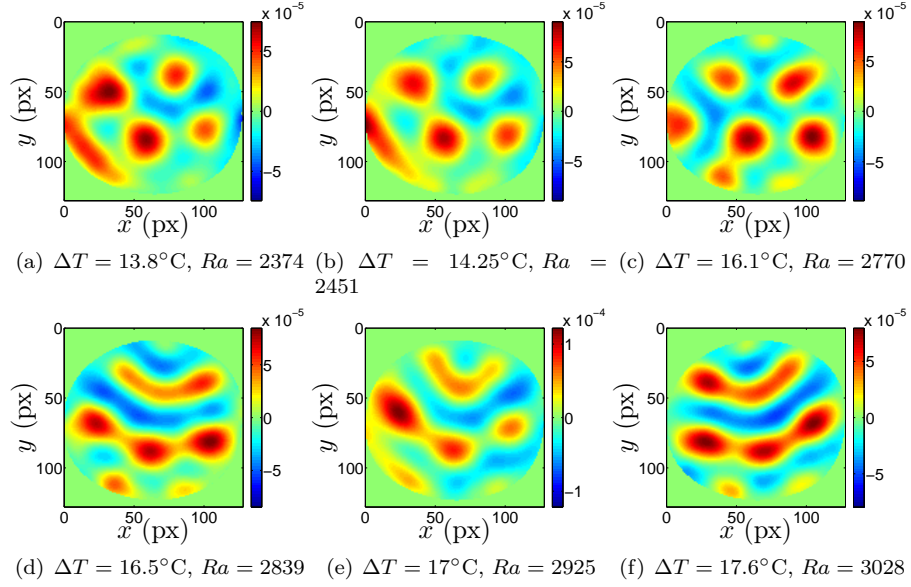 x 10⁻⁵ x 10⁻⁵ x 10⁻⁵
0 50 100 y (px) 5 0 −5 0 50 100 y (px) 5 0 −5 0 50 100 y (px) 5 0 −5
0 50 100 0 50 100 0 50 100
x (px) x (px) x (px)
(a) ΔT = 13.8°C, Ra = 2374 (b) ΔT = 14.25°C, Ra = (c) ΔT = 16.1°C, Ra = 2770
2451
x 10⁻⁵ x 10⁻⁴ x 10⁻⁵
0 50 100 y (px) 5 0 −5 0 50 100 y (px) 1 0 −1 0 50 100 y (px) 5 0 −5
0 50 100 0 50 100 0 50 100
x (px) x (px) x (px)
(d) ΔT = 16.5°C, Ra = 2839 (e) ΔT = 17°C, Ra = 2925 (f) ΔT = 17.6°C, Ra = 3028